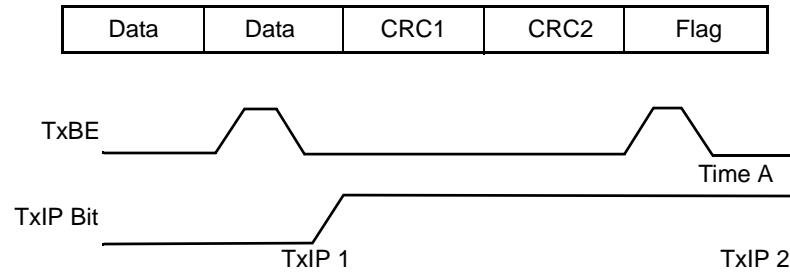 Data Data CRC1 CRC2 Flag
TxBE
Time A
TxIP Bit
TxIP 1 TxIP 2